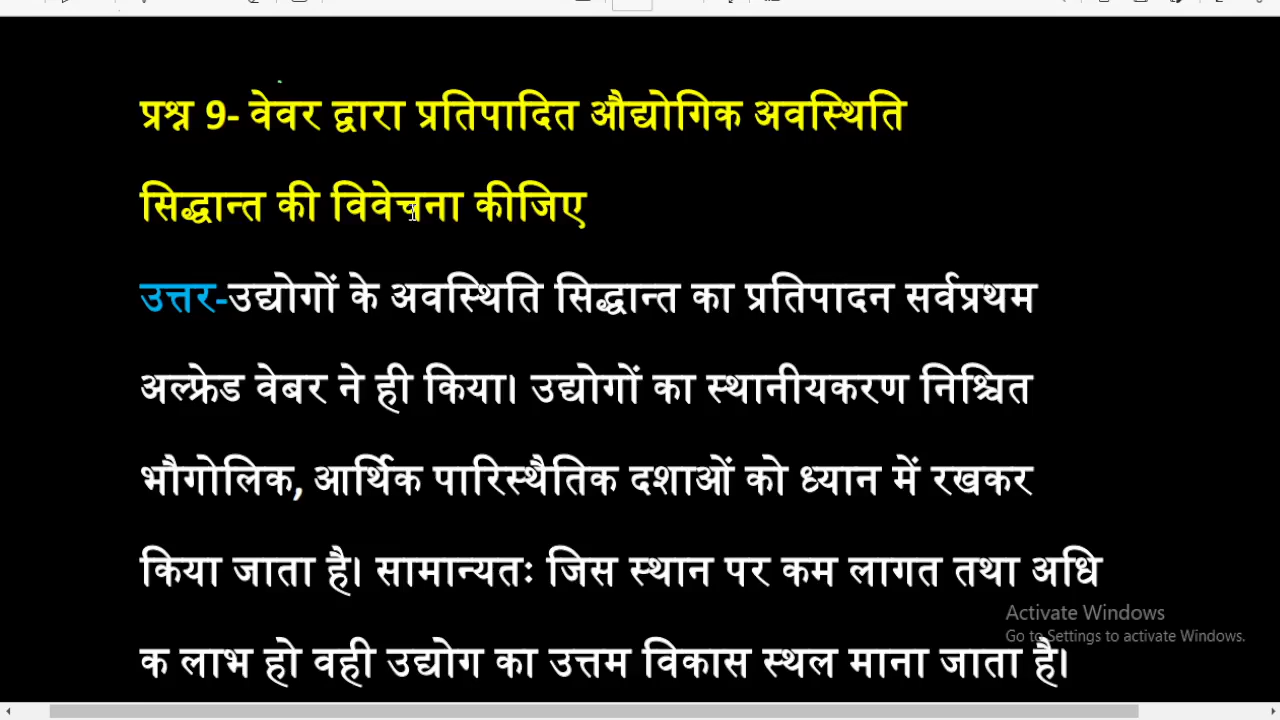 प्रश्न 9- वेवर द्वारा प्रतिपादित औद्योगिक अवस्थिति
सिद्धान्त की विवेचना कीजिए
उत्तर-उद्योगों के अवस्थिति सिद्धान्त का प्रतिपादन सर्वप्रथम
अल्फ्रेड वेबर ने ही किया। उद्योगों का स्थानीयकरण निश्चित
भौगोलिक, आर्थिक पारिस्थैतिक दशाओं को ध्यान में रखकर
किया जाता है। सामान्यतः जिस स्थान पर कम लागत तथा अधि
क लाभ हो वही उद्योग का उत्तम विकास स्थल माना जाता है।
Activate Windows
Go to Settings to activate Windows.